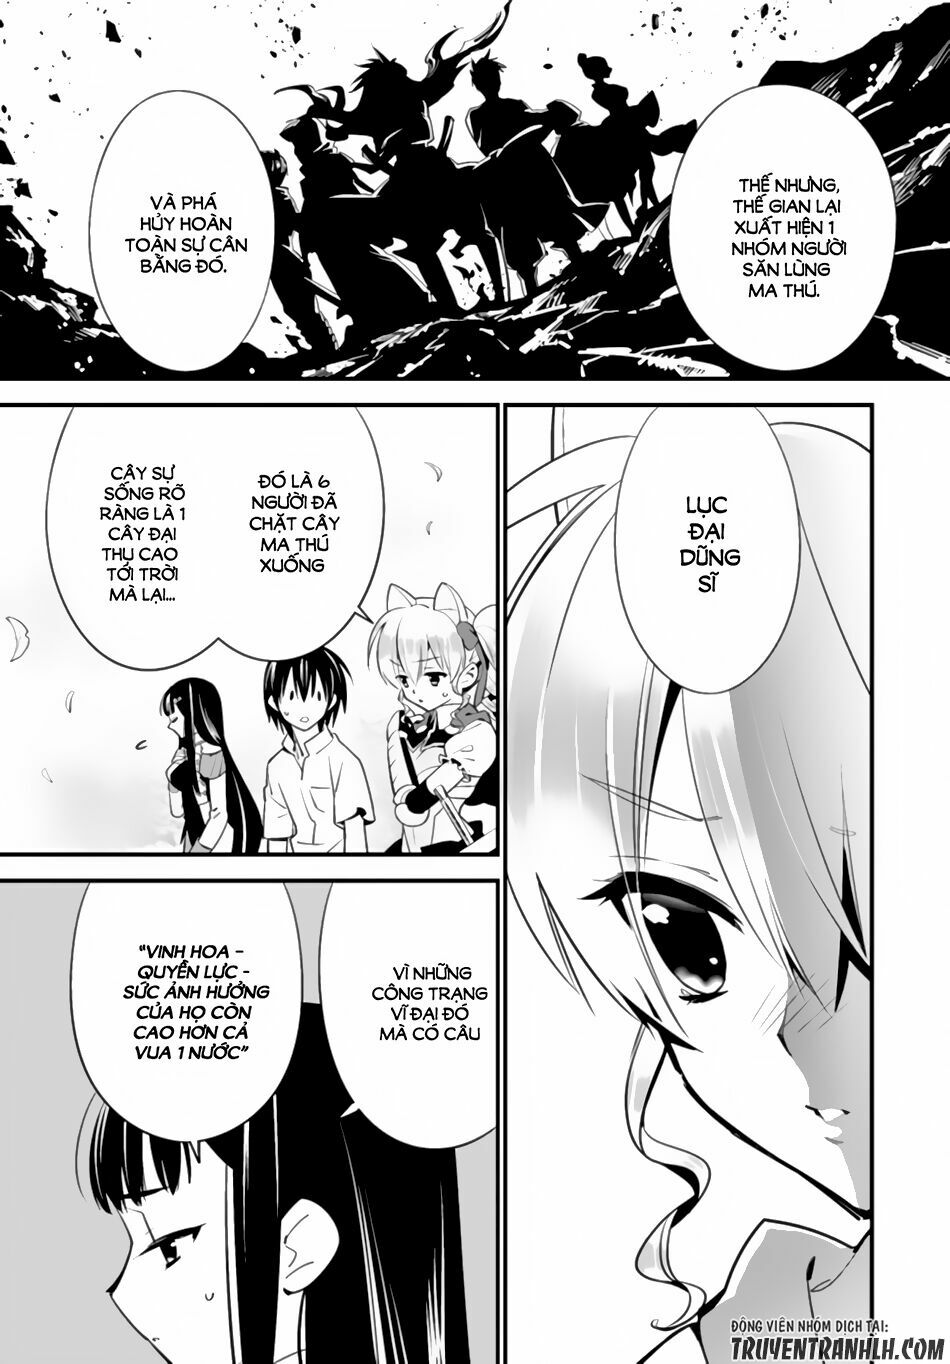 THẾ NHƯNG,
THẾ GIAN LẠI
XUẤT HIỆN 1
NHÓM NGƯỜI
SĂN LÙNG
MA THÚ.
VÀ PHÁ
HỦY HOÀN
TOÀN SỰ CÂN
BẰNG ĐÓ.
LỤC
ĐẠI
DŨNG
SĨ
ĐÓ LÀ 6
NGƯỜI ĐÃ
CHẶT CÂY
MA THÚ
XUỐNG
CÂY SỰ
SỐNG RÕ
RÀNG LÀ 1
CÂY ĐẠI
THỤ CAO
TỚI TRỜI
MÀ LẠI...
VÌ NHỮNG
CÔNG TRẠNG
VĨ ĐẠI ĐÓ
MÀ CÓ CÂU
“VINH HOA -
QUYỀN LỰC -
SỨC ẢNH HƯỞNG
CỦA HỌ CÒN
CAO HƠN CẢ
VUA 1 NƯỚC”
ĐỘNG VIÊN NHÓM DỊCH TẠI:
TRUYENTRANHLH.COM